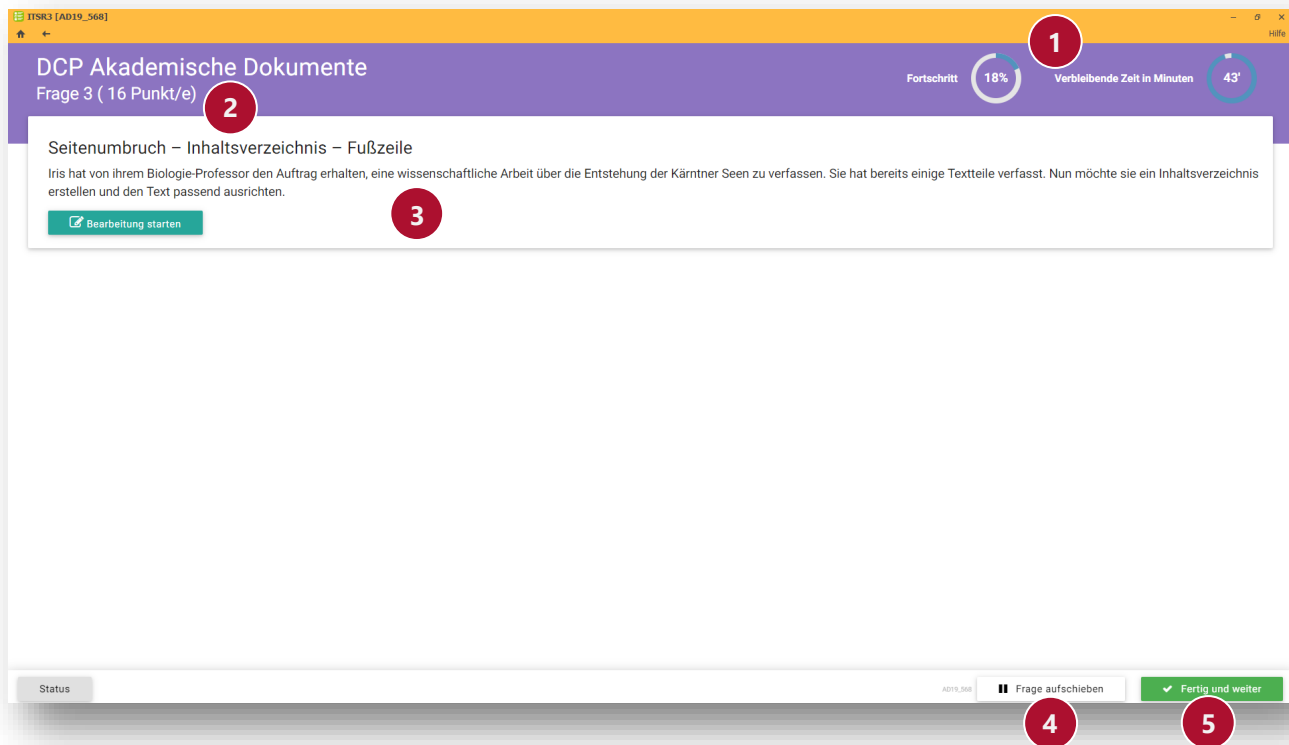 ITSR3 [AD19_568]
Hilfe
1
DCP Akademische Dokumente
Frage 3 ( 16 Punkt/e)
2
Fortschritt 18% Verbleibende Zeit in Minuten 43'
Seitenumbruch – Inhaltsverzeichnis – Fußzeile
Iris hat von ihrem Biologie-Professor den Auftrag erhalten, eine wissenschaftliche Arbeit über die Entstehung der Kärntner Seen zu verfassen. Sie hat bereits einige Textteile verfasst. Nun möchte sie ein Inhaltsverzeichnis
erstellen und den Text passend ausrichten.
3
Bearbeitung starten
Status
AD19_568
Frage aufschieben
Fertig und weiter
4
5